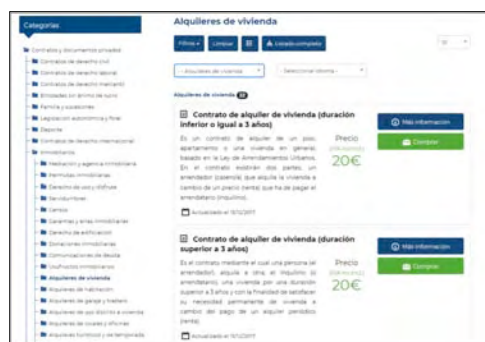 Categorías
Contratos y documentos privados
Contratos de derecho civil
Contratos de derecho laboral
Contratos de derecho mercantil
Entidades sin ánimo de lucro
Familia y sucesiones
Legislación autonómica y foral
Deporte
Contratos de derecho internacional
Inmobiliarios
Mediación y agencia inmobiliaria
Permutas inmobiliarias
Derecho de uso y disfrute
Servidumbres
Censos
Garantías y arras inmobiliarias
Derecho de edificación
Donaciones inmobiliarias
Comunicaciones de deuda
Usufructos inmobiliarios
Alquileres de vivienda
Alquileres de habitación
Alquileres de garaje y trastero
Alquileres de uso distinto a vivienda
Alquileres de locales y oficinas
Alquileres turísticos y de temporada
Alquileres de vivienda
Filtros
Limpiar
Listado completo
10
- Alquileres de vivienda
- Seleccionar idioma -
Alquileres de vivienda
Contrato de alquiler de vivienda (duración
inferior o igual a 3 años)
Es un contrato de alquiler de un piso,
apartamento o una vivienda en general,
basado en la Ley de Arrendamientos Urbanos.
En el contrato existirán dos partes, un
arrendador (casero/a) que alquila la vivienda a
cambio de un precio (renta) que ha de pagar el
arrendatario (inquilino).
Actualizado el 15/12/2017
Precio
20€
Más información
Comprar
Contrato de alquiler de vivienda (duración
superior a 3 años)
Es el contrato mediante el cual una persona (el
arrendador), alquila a otra, el inquilino (o
arrendatario), una vivienda por una duración
superior a 3 años y con la finalidad de satisfacer
su necesidad permanente de vivienda a
cambio del pago de un alquiler periódico
(renta).
Actualizado el 15/12/2017
Precio
20€
Más información
Comprar